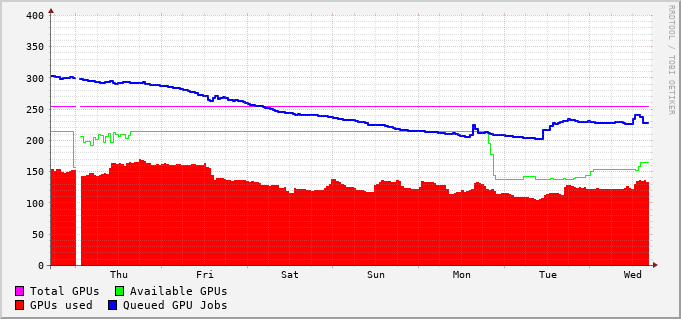 RRDTOOL / TOBI OETIKER
400
350
300
250
200
150
100
50
0
Thu Fri Sat Sun Mon Tue Wed
Total GPUs Available GPUs
GPUs used Queued GPU Jobs